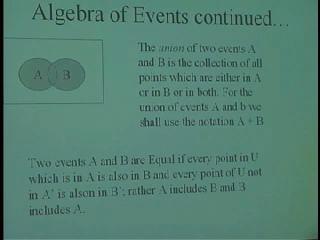 Algebra of Events continued...
The union of two events A
and B is the collection of all
points which are either in A
or in B or in both. For the
union of events A and b we
shall use the notation A + B
A B
Two events A and B are Equal if every point in U
which is in A is also in B and every point of U not
in A' is alson in B'; rather A includes B and B
includes A.